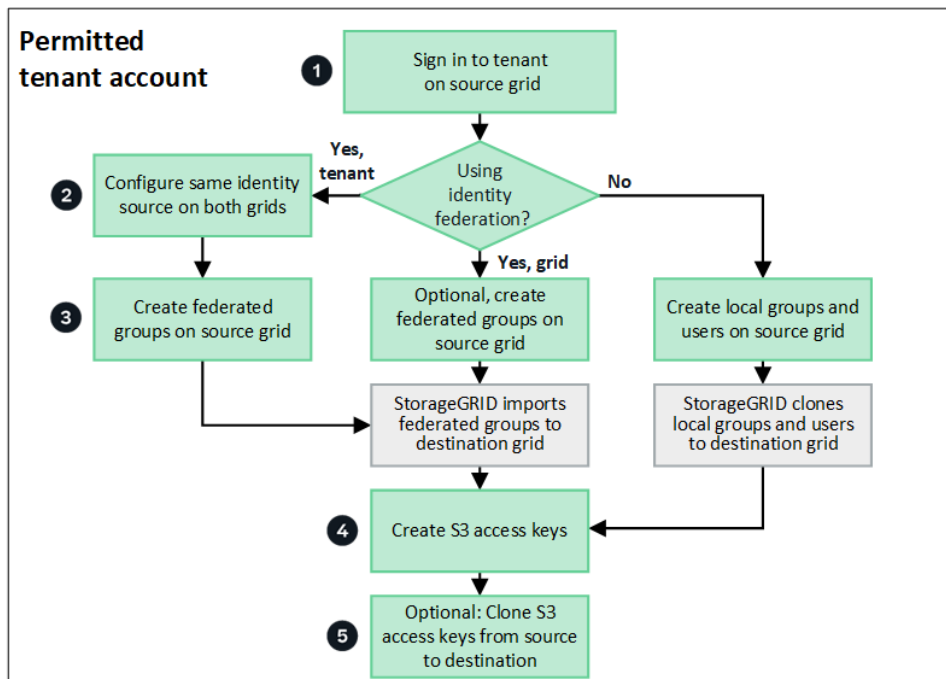 Permitted
tenant account
1
Sign in to tenant
on source grid
Yes,
tenant
Using
identity
federation?
No
2
Configure same identity
source on both grids
Yes, grid
3
Create federated
groups on source grid
Optional, create
federated groups on
source grid
Create local groups and
users on source grid
StorageGRID imports
federated groups to
destination grid
StorageGRID clones
local groups and users
to destination grid
4
Create S3 access keys
5
Optional: Clone S3
access keys from source
to destination